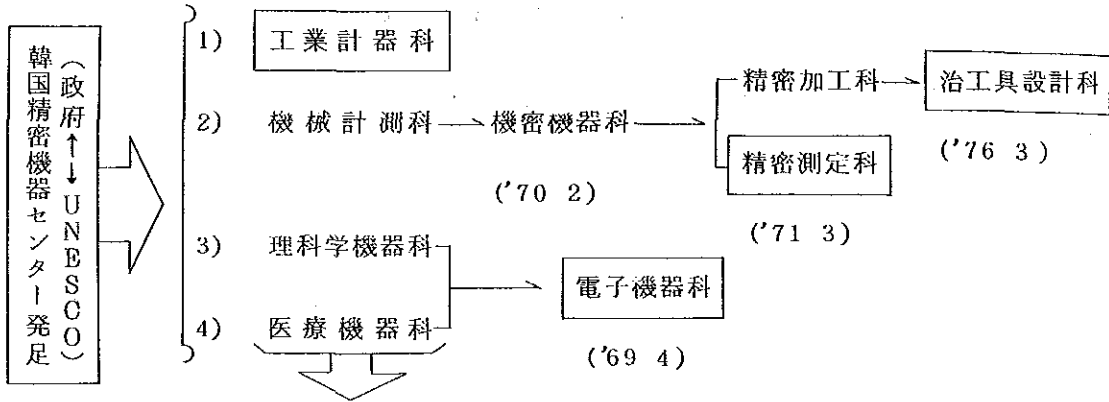 韓国精密機器センター発足
(政府↑↓UNESCO)
1) 工業計器科
2) 機械計測科→機密機器科→精密加工科→治工具設計科
精密測定科
('70 2)
('71 3)
('76 3)
3) 理科学機器科
4) 医療機器科
電子機器科
('69 4)